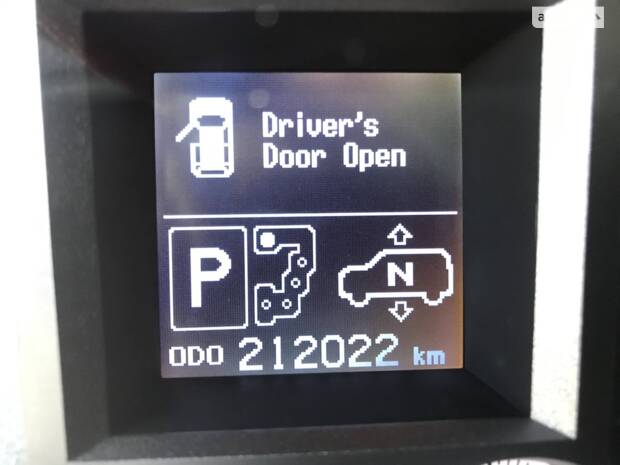 Driver's
Door Open
P
N
ODO 212022 km